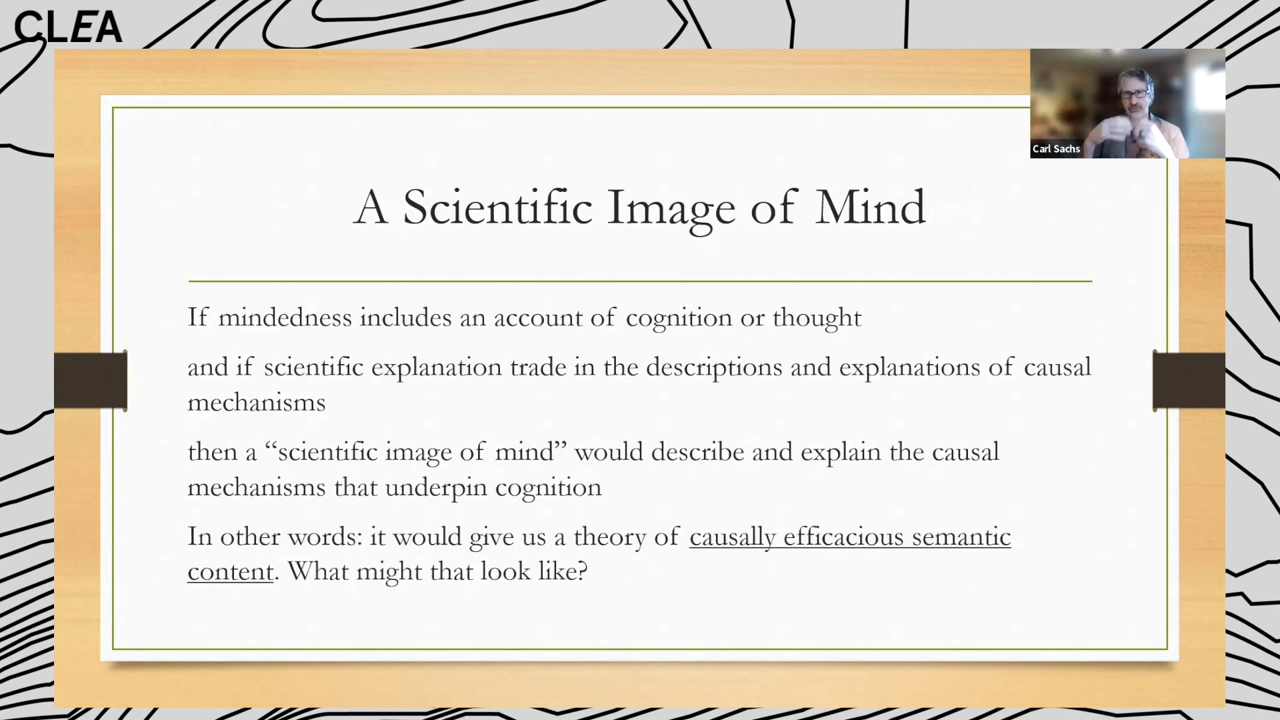 CLEA
Carl Sachs
A Scientific Image of Mind
If mindedness includes an account of cognition or thought
and if scientific explanation trade in the descriptions and explanations of causal
mechanisms
then a “scientific image of mind” would describe and explain the causal
mechanisms that underpin cognition
In other words: it would give us a theory of causally efficacious semantic
content. What might that look like?